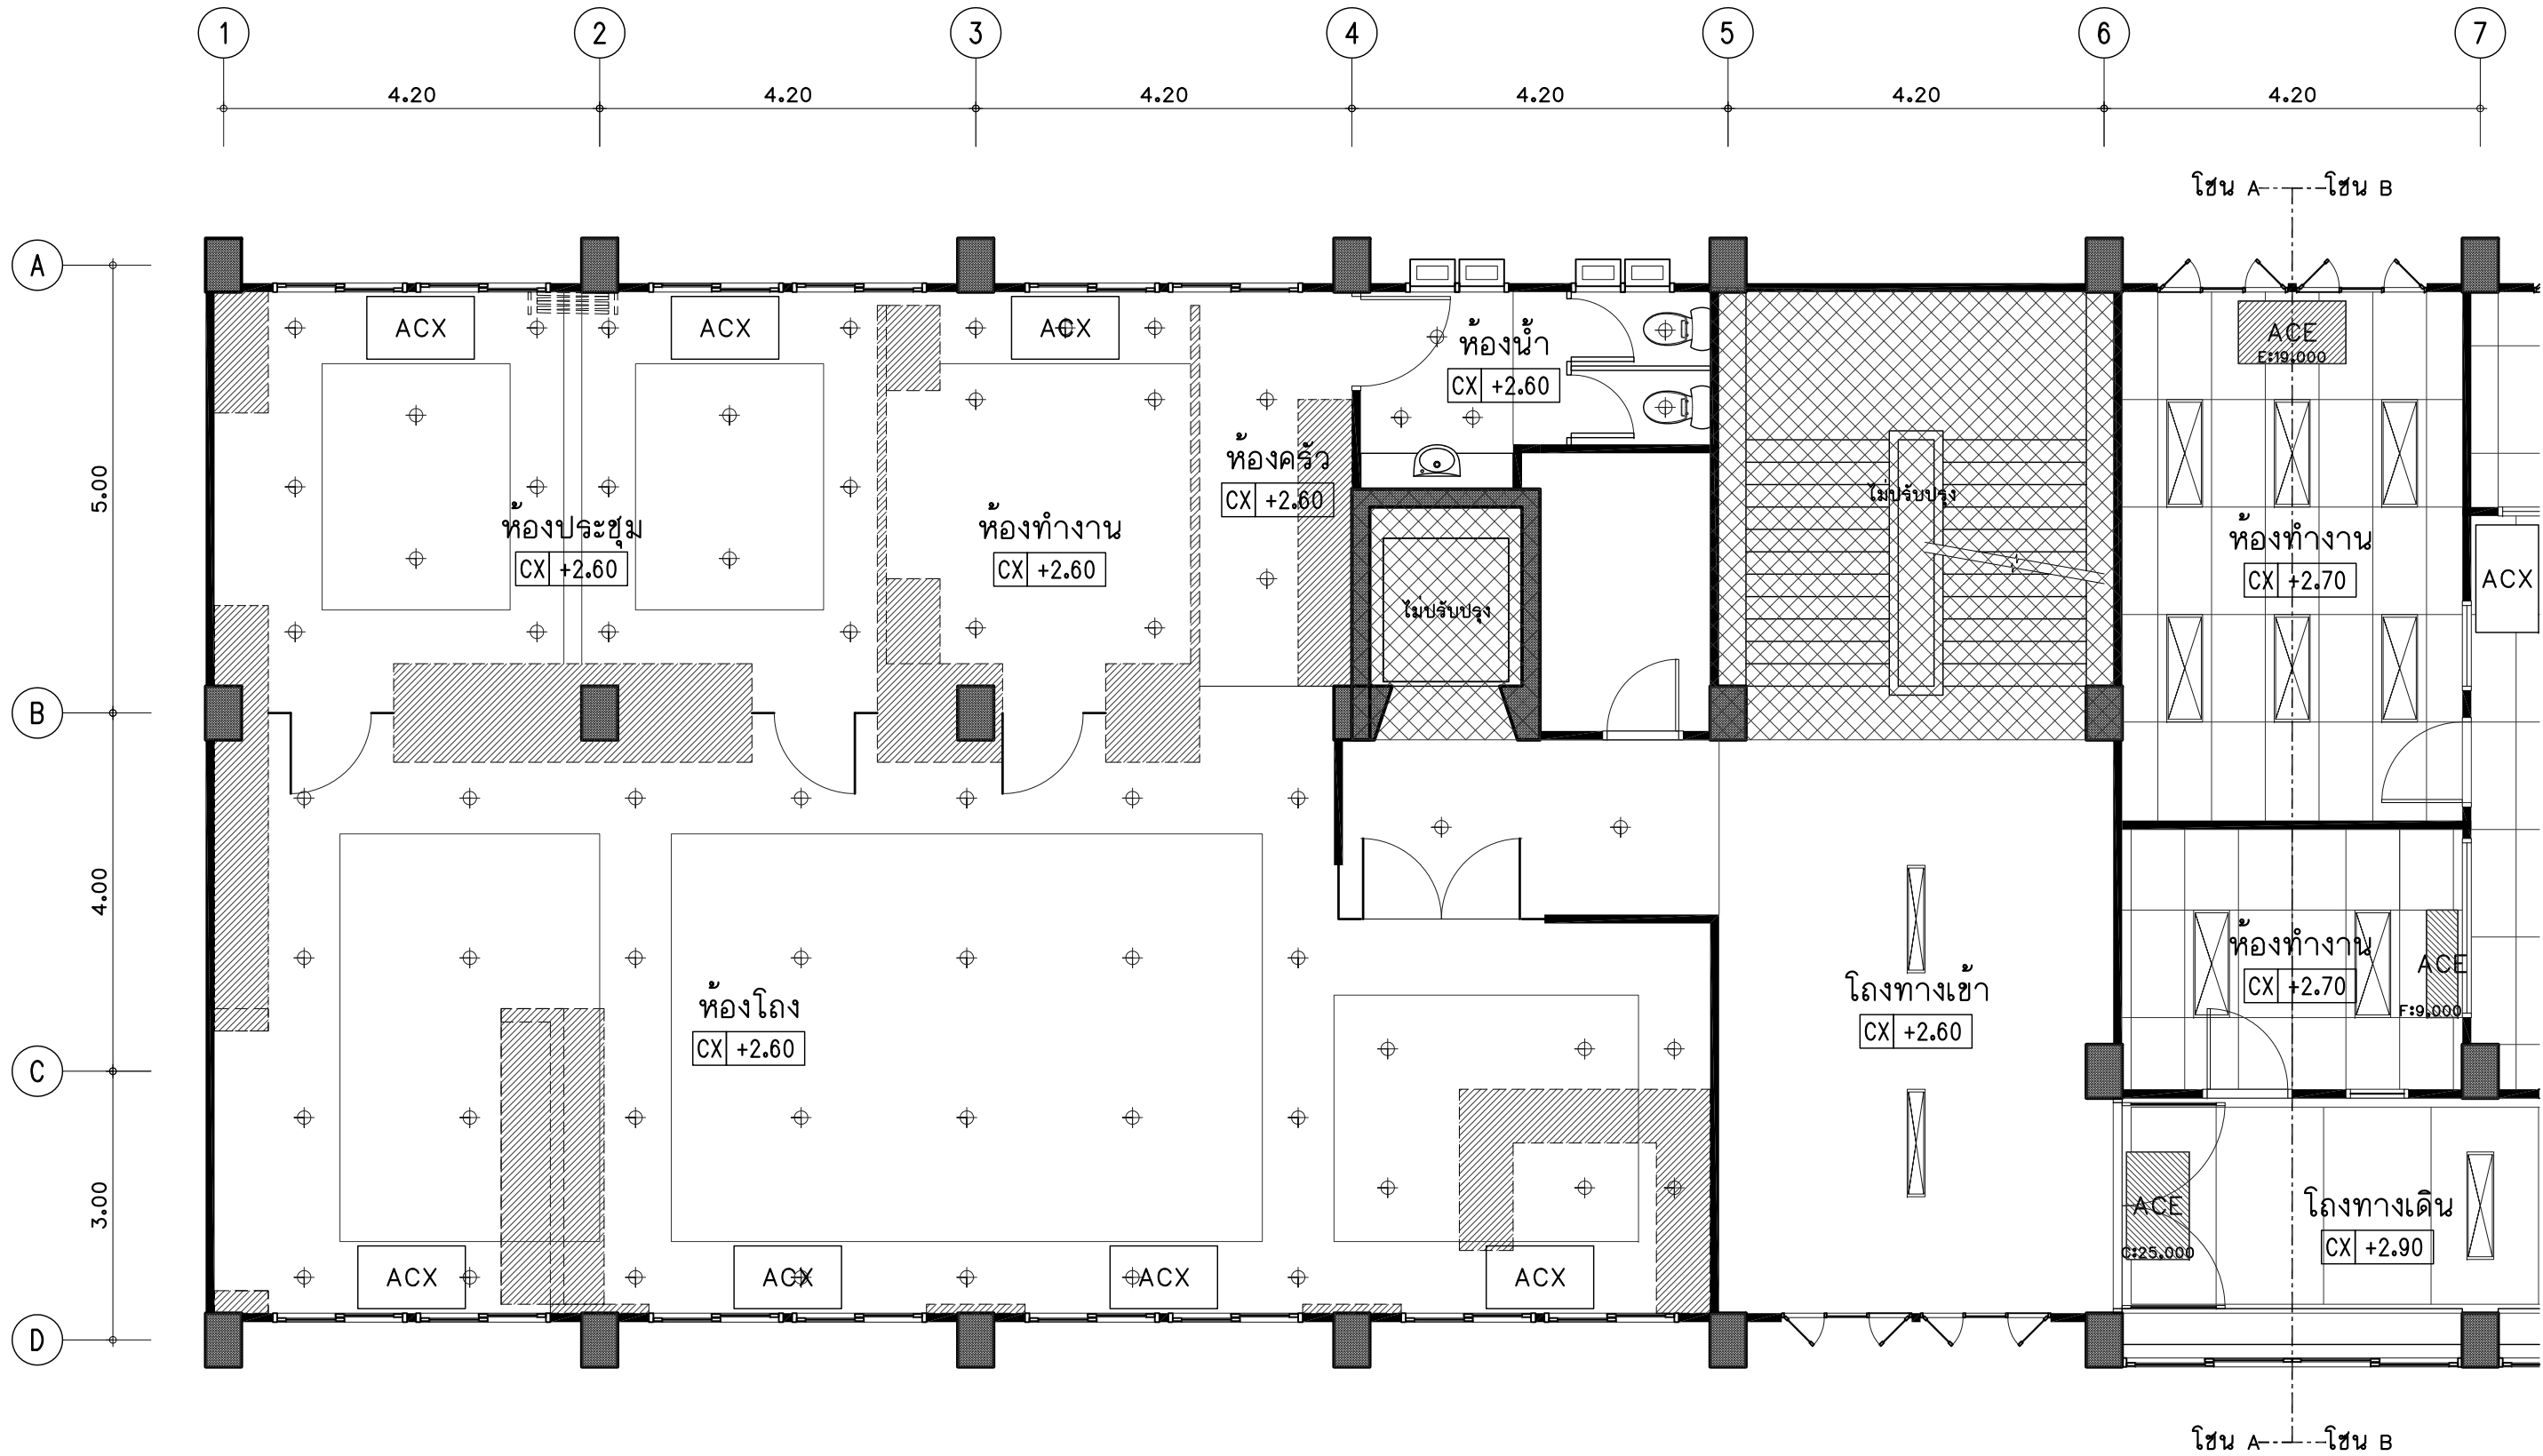 1 2 3 4 5 6 7
4.20 4.20 4.20 4.20 4.20 4.20
โซน A โซน B
A
ACX ACX ACX
ACE
E:19.000
ห้องน้ำ
CX +2.60
ห้องครัว
CX +2.60
5.00
ไม่ปรับปรุง
ห้องประชุม
CX +2.60
ห้องทำงาน
CX +2.60
ห้องทำงาน
CX +2.70
ACX
ไม่ปรับปรุง
B
4.00
ห้องทำงาน
CX +2.70
ACE
F:9.000
ห้องโถง
CX +2.60
โถงทางเข้า
CX +2.60
C
3.00
ACE
C:25.000
โถงทางเดิน
CX +2.90
ACX ACX ACX ACX
D
โซน A โซน B